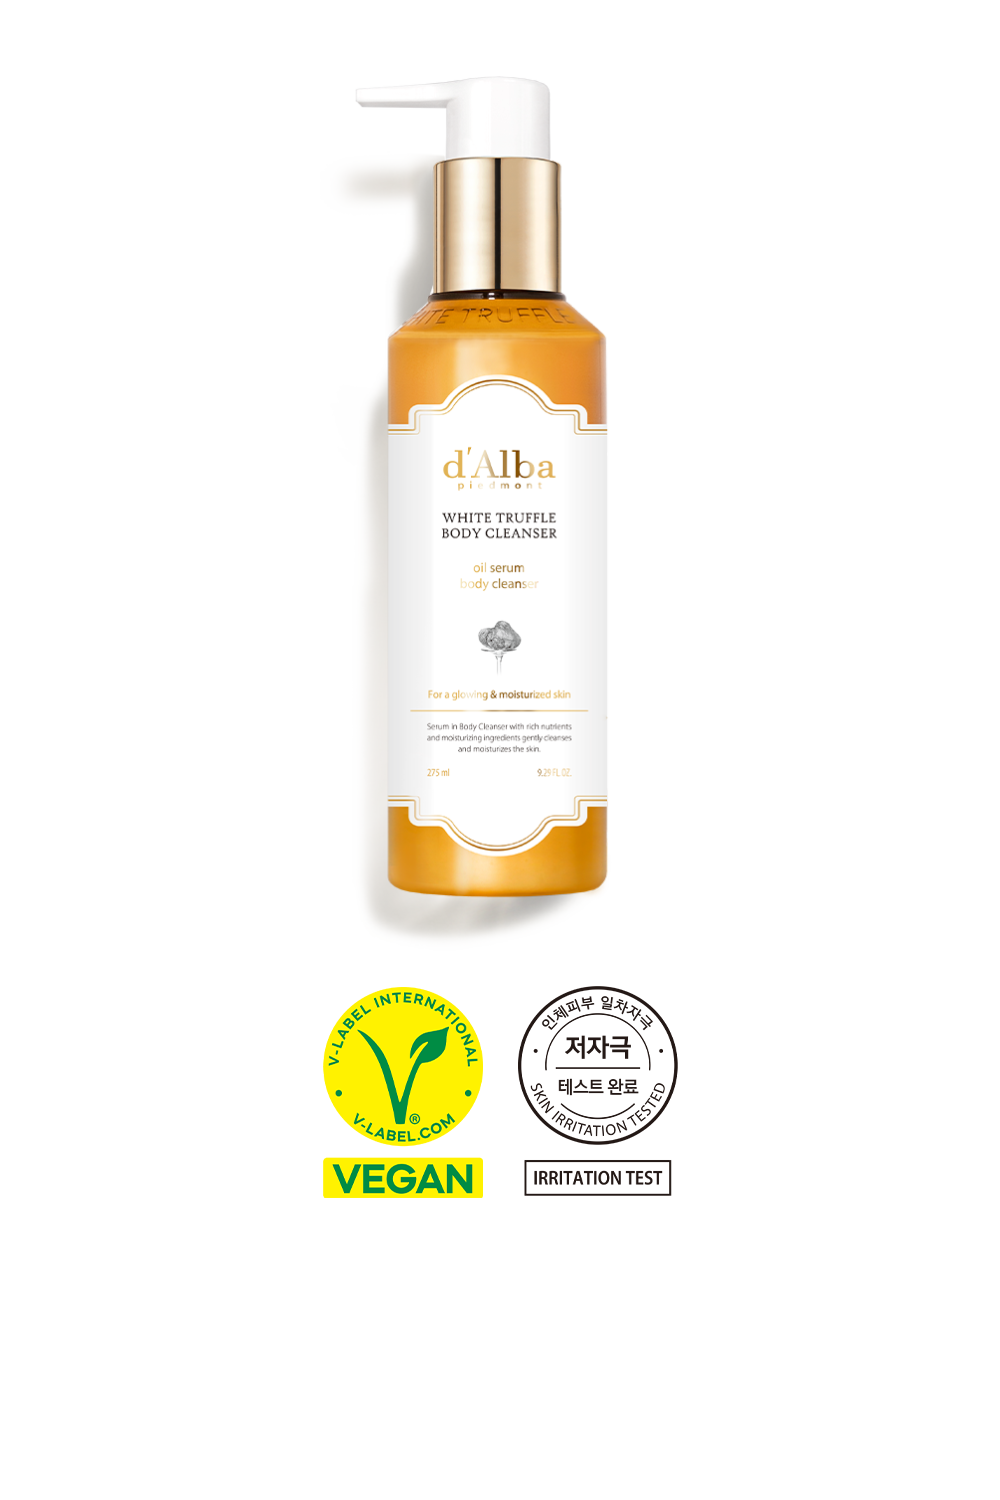 WHITE TRUFFLE
d'Alba
piedmont
WHITE TRUFFLE
BODY CLEANSER
oil serum
body cleanser
For a glowing & moisturized skin
Serum in Body Cleanser with rich nutrients
and moisturizing ingredients gently cleanses
and moisturizes the skin.
275 ml 9.29 FL.OZ.
V-LABEL INTERNATIONAL
®
V-LABEL.COM
VEGAN
인체피부 일차자극
저자극
테스트 완료
SKIN IRRITATION TESTED
IRRITATION TEST